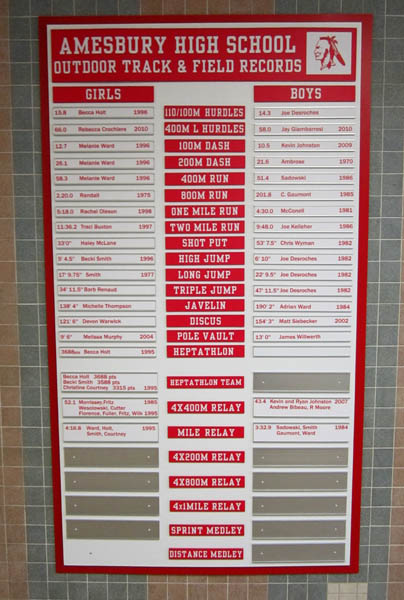 AMESBURY HIGH SCHOOL
OUTDOOR TRACK & FIELD RECORDS
GIRLS BOYS
15.8 Becca Holt 1996 110/100M HURDLES 14.3 Joe Desroches
66.0 Rebecca Crochiere 2010 400M L HURDLES 58.0 Jay Giambarresi 2010
12.7 Melanie Ward 1996 100M DASH 10.5 Kevin Johnston 2009
26.1 Melanie Ward 1996 200M DASH 21.6 Ambrose 1970
58.3 Melanie Ward 1996 400M RUN 51.4 Sadowski 1986
2.20.0 Randall 1976 800M RUN 201.8 C. Gaumont 1985
5:18.0 Rachel Oleson 1998 ONE MILE RUN 4:30.0 McConell 1981
11:36.2 Traci Buxton 1997 TWO MILE RUN 9:48.0 Joe Kelleher 1986
33'0" Haley McLane SHOT PUT 53' 7.5" Chris Wyman 1982
5' 4.5" Becki Smith 1996 HIGH JUMP 6' 10" Joe Desroches 1982
17' 9.75" Smith 1977 LONG JUMP 22' 9.5" Joe Desroches 1982
34' 11.5" Barb Renaud TRIPLE JUMP 47' 11.5" Joe Desroches 1982
138' 4" Michelle Thompson JAVELIN 190' 2" Adrien Ward 1984
121' 6" Devon Warwick DISCUS 154' 3" Matt Siebecker 2002
9' 6" Melissa Murphy 2004 POLE VAULT 13' 0" James Willwerth
3688pts Becca Holt 1995 HEPTATHLON
Becca Holt 3688 pts
Becki Smith 3588 pts
Christine Courtney 3315 pts 1995
HEPTATHLON TEAM
52.1 Morrissey, Fritz 1985
Wesolowski, Cutter
Florence, Fuller, Fritz, Wilk 1995
4X400M RELAY
43.4 Kevin and Ryan Johnston 2007
Andrew Bibeau, R Moore
4:16.8 Ward, Holt, 1995
Smith, Courtney
MILE RELAY
3:32.9 Sadowski, Smith 1984
Gaumont, Ward
4X200M RELAY
4X800M RELAY
4x1MILE RELAY
SPRINT MEDLEY
DISTANCE MEDLEY